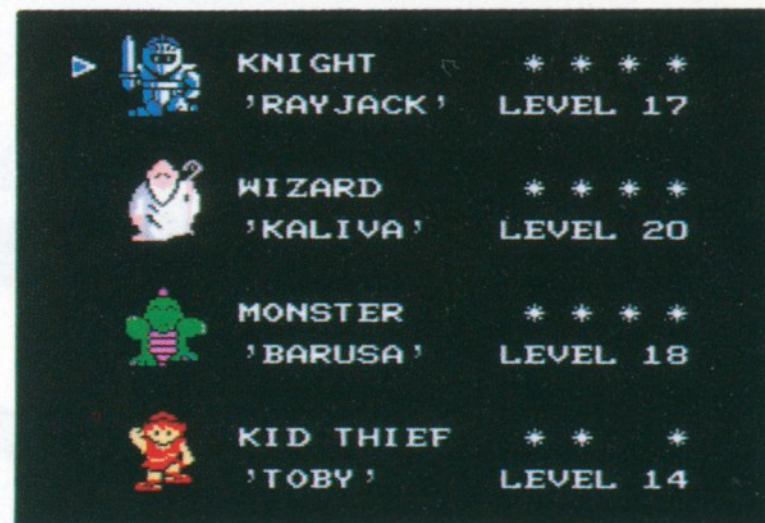 KNIGHT * * * *
'RAYJACK' LEVEL 17
WIZARD * * * *
'KALIVA' LEVEL 20
MONSTER * * * *
'BARUSA' LEVEL 18
KID THIEF * * *
'TOBY' LEVEL 14